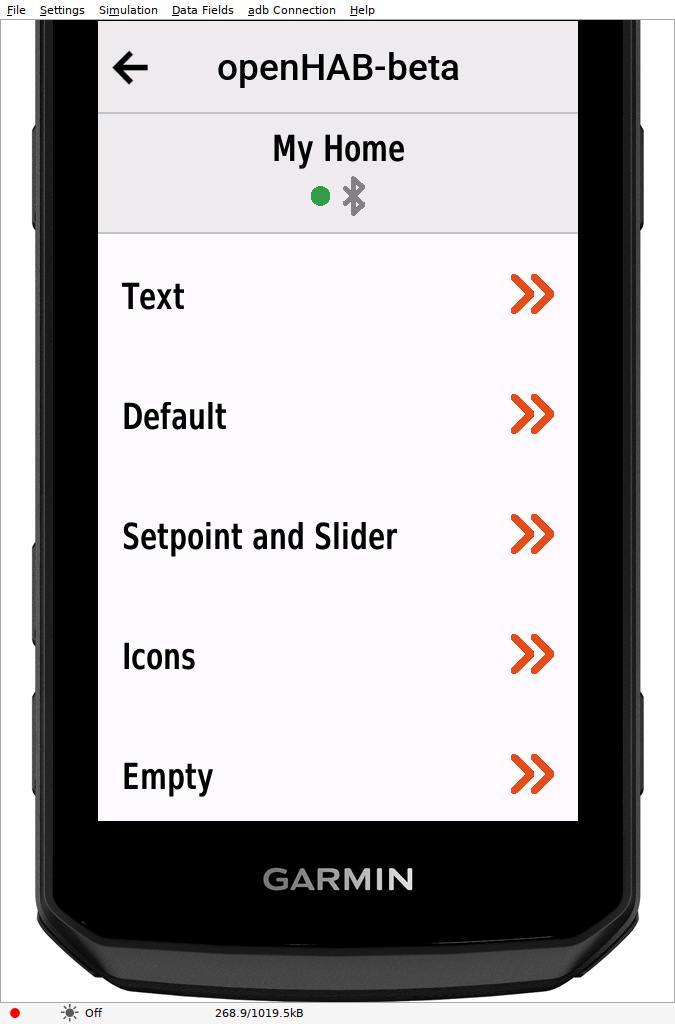 File Settings Simulation Data Fields adb Connection Help
openHAB-beta
My Home
Text
Default
Setpoint and Slider
Icons
Empty
GARMIN
Off 268.9/1019.5kB